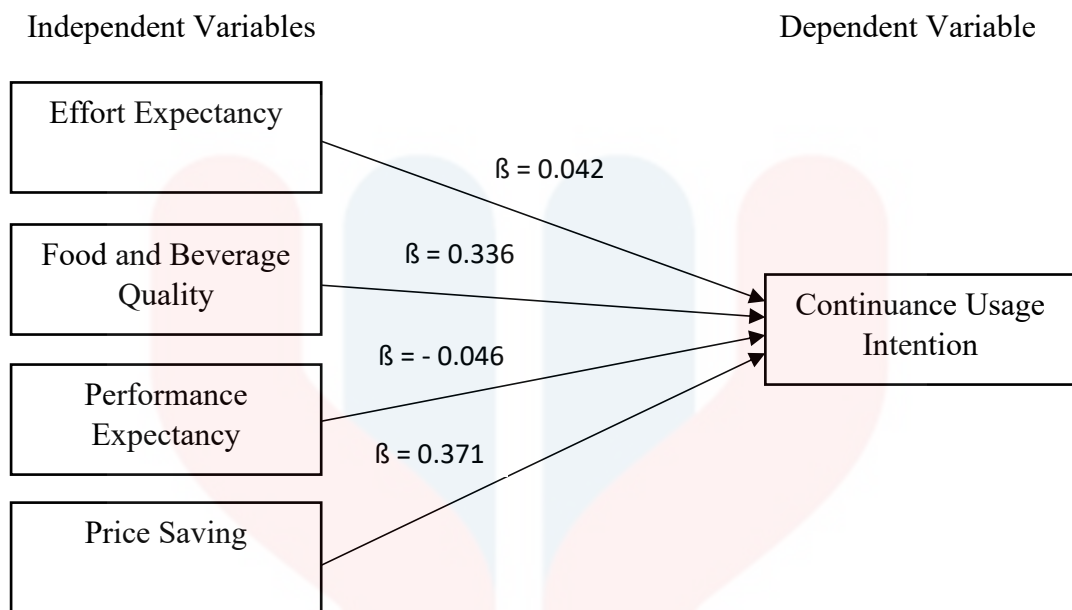 Independent Variables
Dependent Variable
Effort Expectancy
ß = 0.042
Food and Beverage
Quality
ß = 0.336
Continuance Usage
Intention
ß = - 0.046
Performance
Expectancy
ß = 0.371
Price Saving